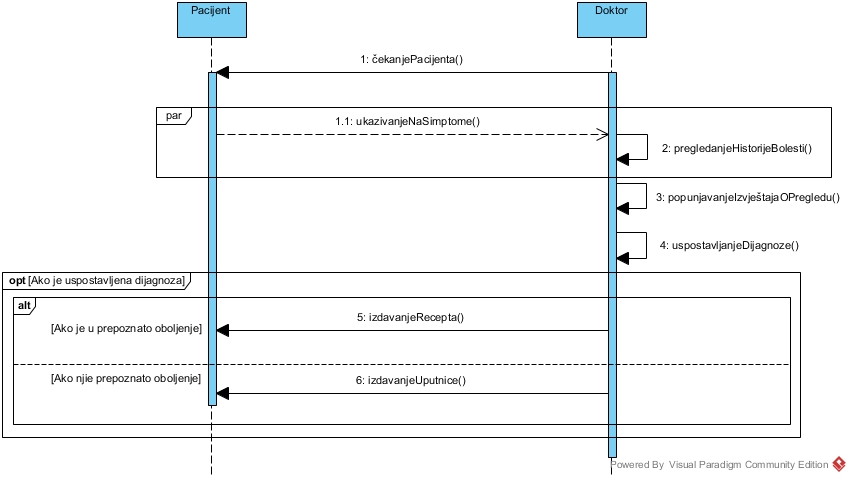 Pacijent
Doktor
1: čekanjePacijenta()
par
1.1: ukazivanjeNaSimptome()
2: pregledanjeHistorijeBolesti()
3: popunjavanjeIzvještajaOPregledu()
4: uspostavljanjeDijagnoze()
opt [Ako je uspostavljena dijagnoza]
alt
5: izdavanjeRecepta()
[Ako je u prepoznato oboljenje]
[Ako njie prepoznato oboljenje]
6: izdavanjeUputnice()
Powered By Visual Paradigm Community Edition